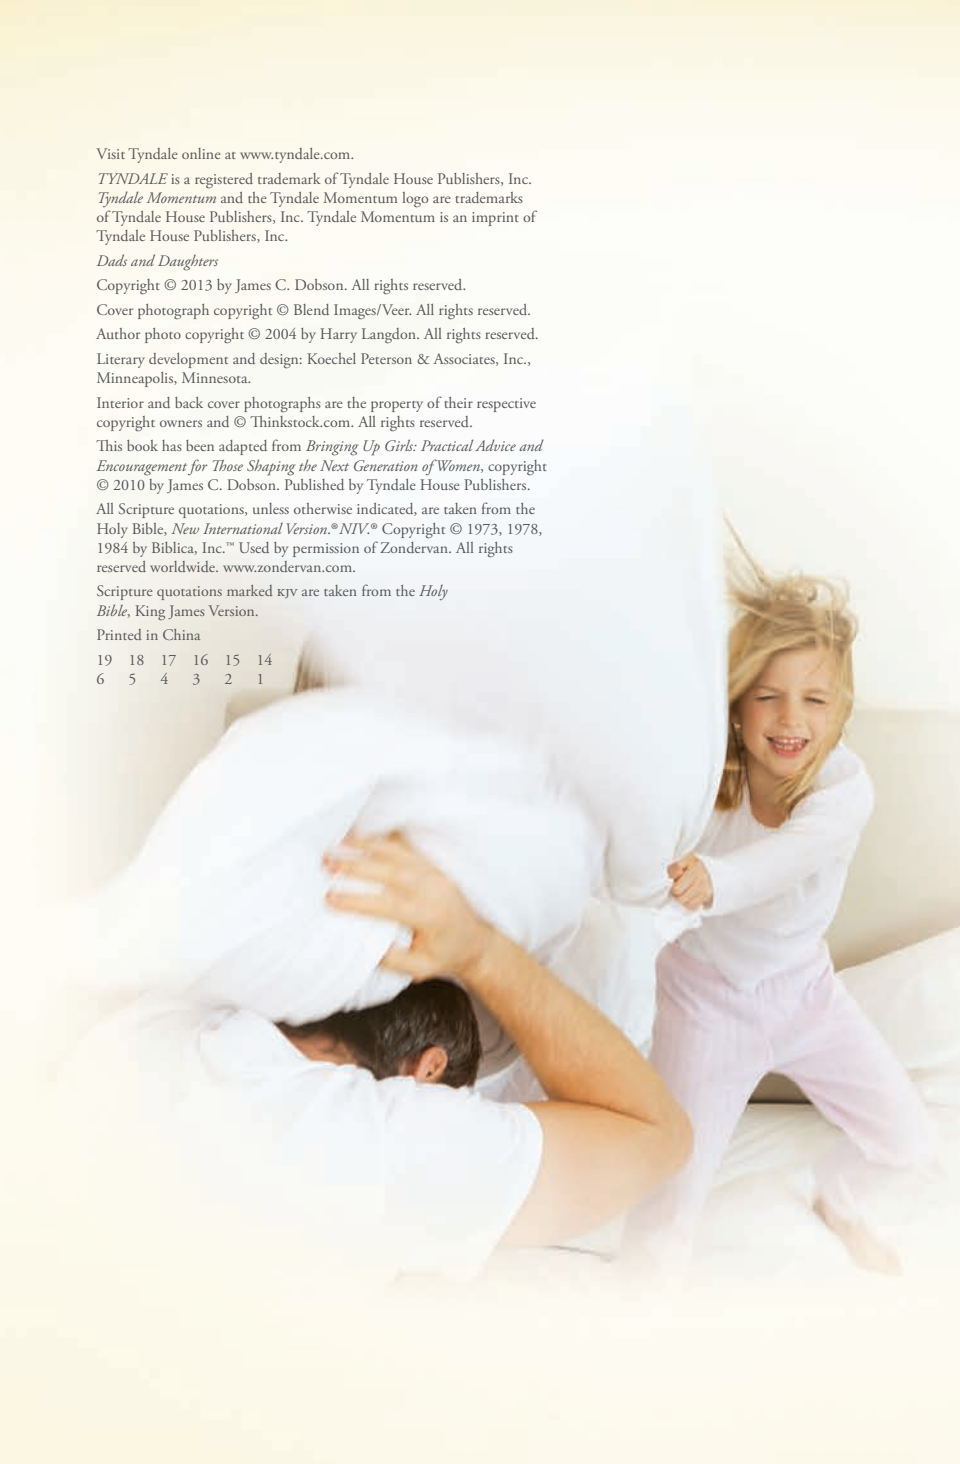 Visit Tyndale online at www.tyndale.com.
TYNDALE is a registered trademark of Tyndale House Publishers, Inc.
Tyndale Momentum and the Tyndale Momentum logo are trademarks
of Tyndale House Publishers, Inc. Tyndale Momentum is an imprint of
Tyndale House Publishers, Inc.
Dads and Daughters
Copyright © 2013 by James C. Dobson. All rights reserved.
Cover photograph copyright © Blend Images/Veer. All rights reserved.
Author photo copyright © 2004 by Harry Langdon. All rights reserved.
Literary development and design: Koechel Peterson & Associates, Inc.,
Minneapolis, Minnesota.
Interior and back cover photographs are the property of their respective
copyright owners and © Thinkstock.com. All rights reserved.
This book has been adapted from Bringing Up Girls: Practical Advice and
Encouragement for Those Shaping the Next Generation of Women, copyright
© 2010 by James C. Dobson. Published by Tyndale House Publishers.
All Scripture quotations, unless otherwise indicated, are taken from the
Holy Bible, New International Version.® NIV.® Copyright © 1973, 1978,
1984 by Biblica, Inc.™ Used by permission of Zondervan. All rights
reserved worldwide. www.zondervan.com.
Scripture quotations marked KJV are taken from the Holy
Bible, King James Version.
Printed in China
19 18 17 16 15 14
6 5 4 3 2 1